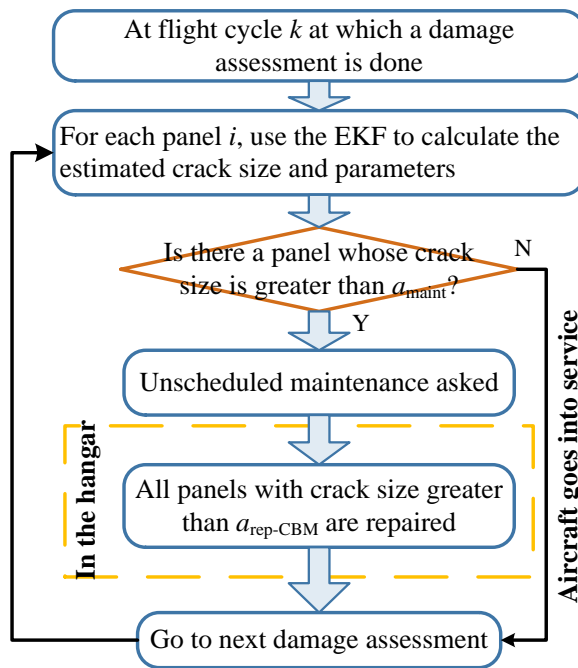 At flight cycle k at which a damage
assessment is done
For each panel i, use the EKF to calculate the
estimated crack size and parameters
Is there a panel whose crack
size is greater than a_maint?
N
Y
Unscheduled maintenance asked
In the hangar
All panels with crack size greater
than a_rep-CBM are repaired
Aircraft goes into service
Go to next damage assessment